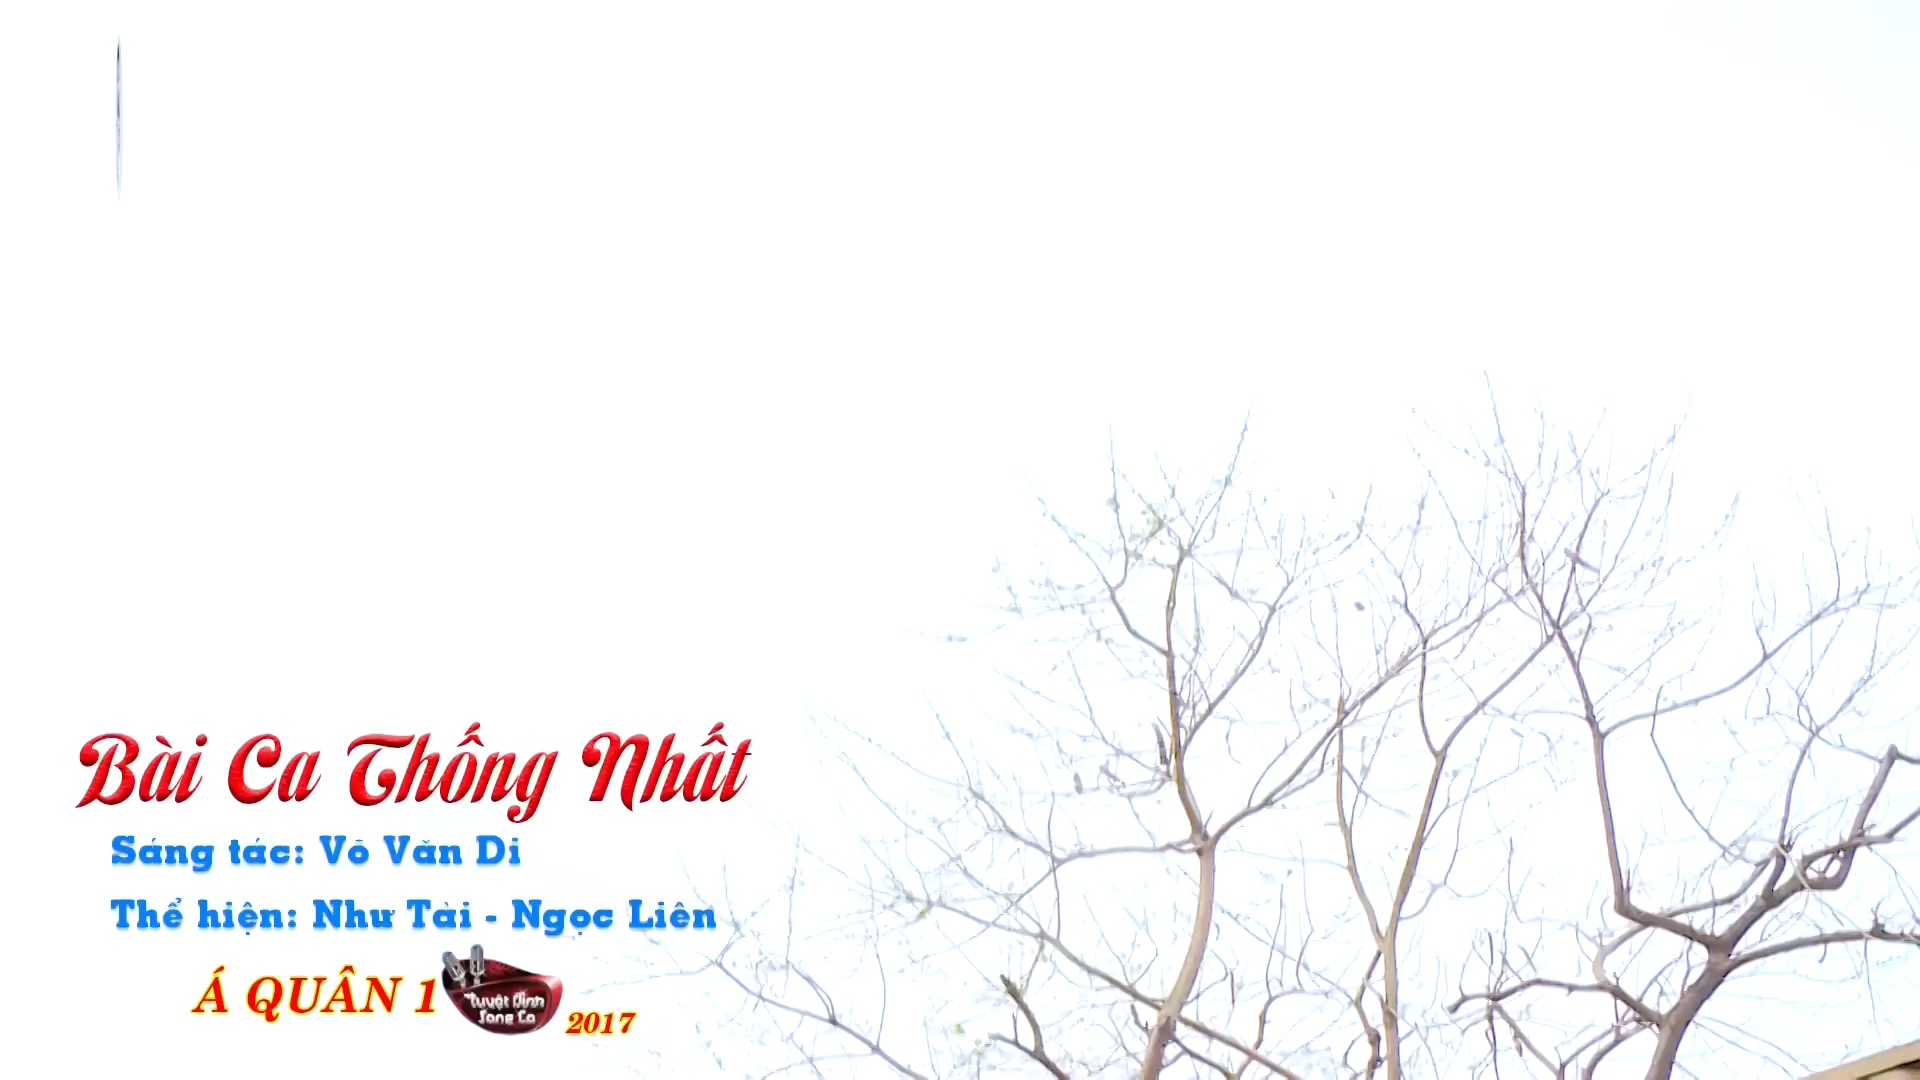 Bài Ca Thống Nhất
Sáng tác: Võ Văn Di
Thể hiện: Như Tài - Ngọc Liên
Á QUÂN 1
Tuyệt Đỉnh
Song Ca
2017